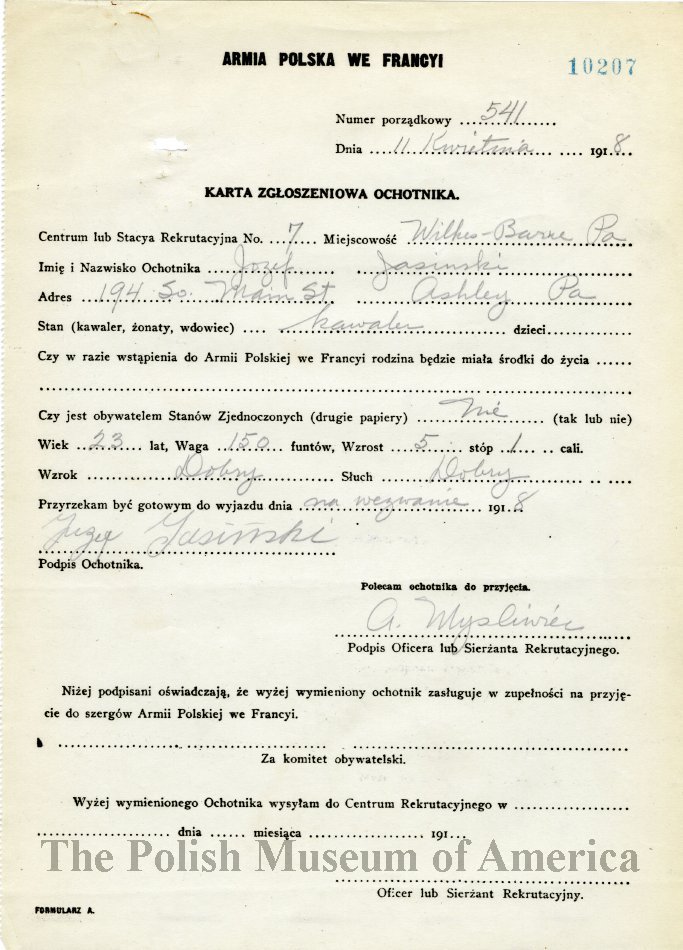 ARMIA POLSKA WE FRANCYI
10207
Numer porządkowy ...541.........
Dnia ....11 Kwietnia... .... 1918...
KARTA ZGŁOSZENIOWA OCHOTNIKA.
Centrum lub Stacya Rekrutacyjna No. ..7.... Miejscowość Wilkes-Barre Pa
Imię i Nazwisko Ochotnika ...Jozef...... ....Jasinski......
Adres ...194 So. Main St. ....Ashley Pa...
Stan (kawaler, żonaty, wdowiec) .... kawaler ........ dzieci............
Czy w razie wstąpienia do Armii Polskiej we Francyi rodzina będzie miała środki do życia ......
Czy jest obywatelem Stanów Zjednoczonych (drugie papiery) .......Nie...... (tak lub nie)
Wiek ..23.... lat, Waga .150.. funtów, Wzrost ...5... stóp .1... .. cali.
Wzrok ........Dobry........ Słuch ........Dobry........
Przyrzekam być gotowym do wyjazdu dnia .na wezwanie....... 1918
Juzef Jasiński
Podpis Ochotnika.
Polecam ochotnika do przyjęcia.
A. Mysliwiec
Podpis Oficera lub Sierżanta Rekrutacyjnego.
Niżej podpisani oświadczają, że wyżej wymieniony ochotnik zasługuje w zupełności na przyję-
cie do szergów Armii Polskiej we Francyi.
Za komitet obywatelski.
Wyżej wymienionego Ochotnika wysyłam do Centrum Rekrutacyjnego w ..................
..................... dnia ...... miesiąca .................. 191...
The Polish Museum of America
Oficer lub Sierżant Rekrutacyjny.
FORMULARZ A.